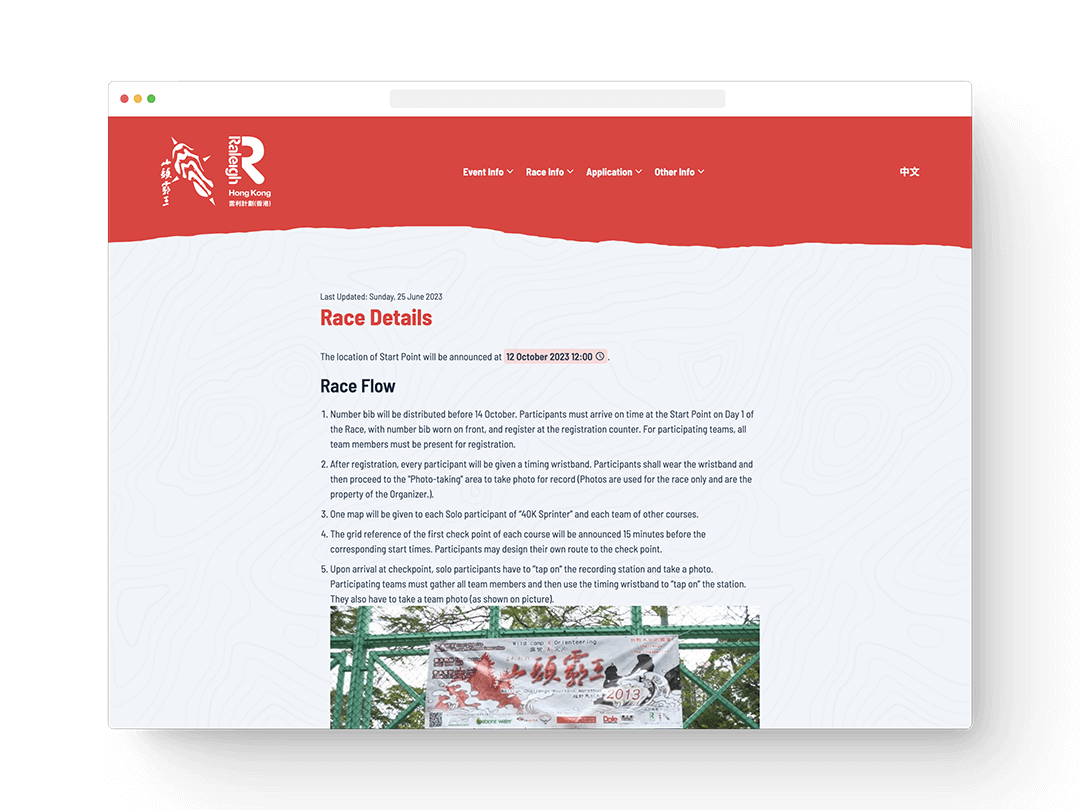 山頭霸王
Raleigh
Hong Kong
雷利計劃(香港)
Event Info
Race Info
Application
Other Info
中文
Last Updated: Sunday, 25 June 2023
Race Details
The location of Start Point will be announced at 12 October 2023 12:00 .
Race Flow
1. Number bib will be distributed before 14 October. Participants must arrive on time at the Start Point on Day 1 of
the Race, with number bib worn on front, and register at the registration counter. For participating teams, all
team members must be present for registration.
2. After registration, every participant will be given a timing wristband. Participants shall wear the wristband and
then proceed to the "Photo-taking" area to take photo for record (Photos are used for the race only and are the
property of the Organizer.).
3. One map will be given to each Solo participant of “40K Sprinter” and each team of other courses.
4. The grid reference of the first check point of each course will be announced 15 minutes before the
corresponding start times. Participants may design their own route to the check point.
5. Upon arrival at checkpoint, solo participants have to “tap on” the recording station and take a photo.
Participating teams must gather all team members and then use the timing wristband to “tap on” the station.
They also have to take a team photo (as shown on picture).
Wild camp & Orienteering
山頭霸王
Challenge Mountain Marathon
2013
Dole